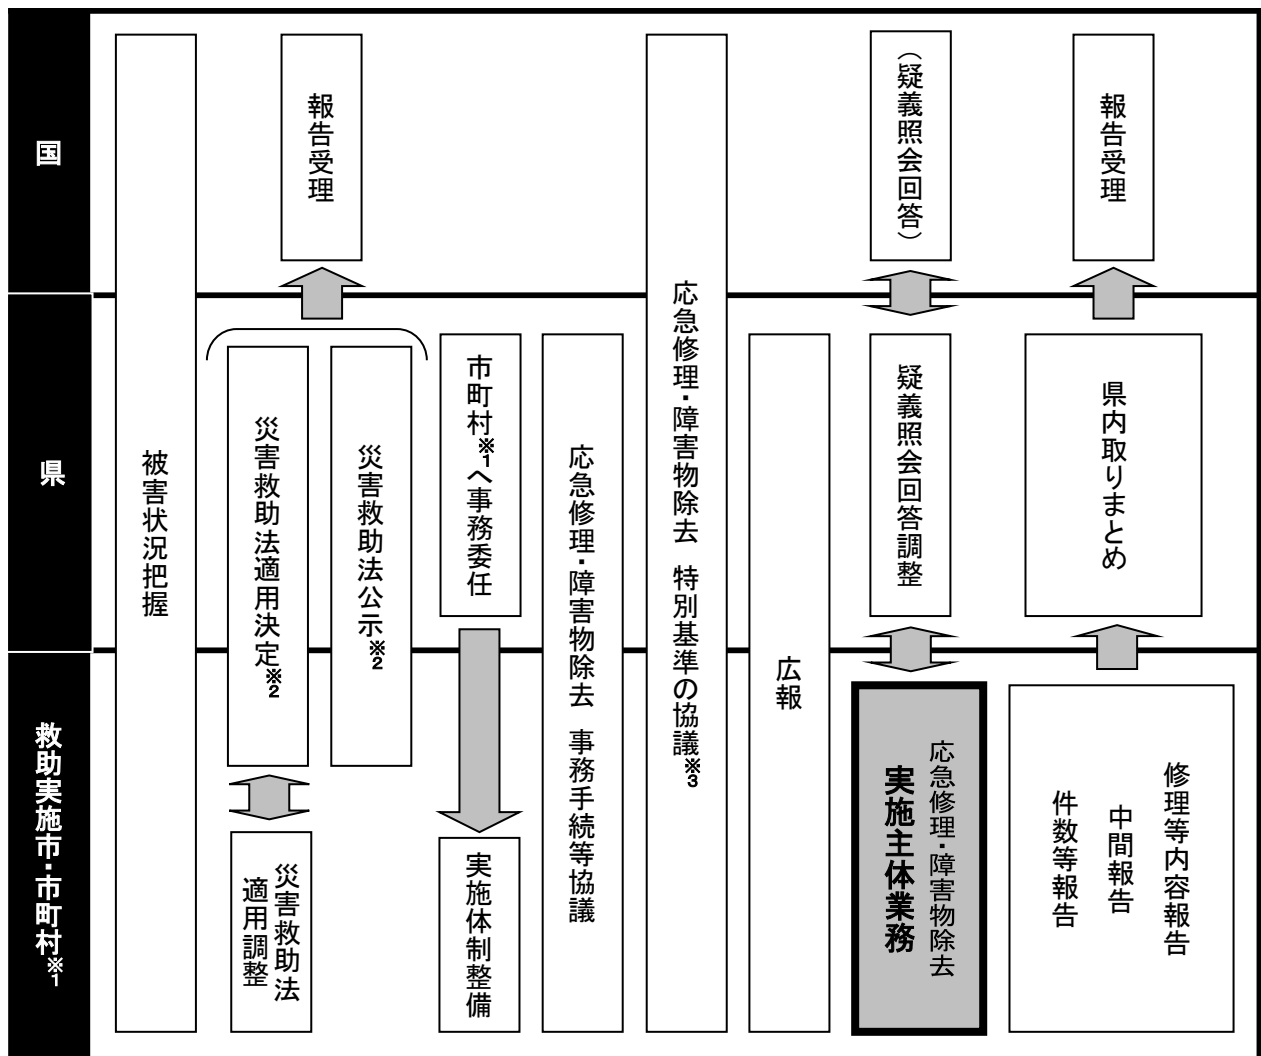 国
県
救助実施市・市町村※1
被害状況把握
報告受理
災害救助法適用決定※2
災害救助法公示※2
災害救助法
適用調整
市町村※1へ事務委任
実施体制整備
応急修理・障害物除去 事務手続等協議
応急修理・障害物除去 特別基準の協議※3
広報
(疑義照会回答)
疑義照会回答調整
応急修理・障害物除去
実施主体業務
報告受理
県内取りまとめ
修理等内容報告
中間報告
件数等報告